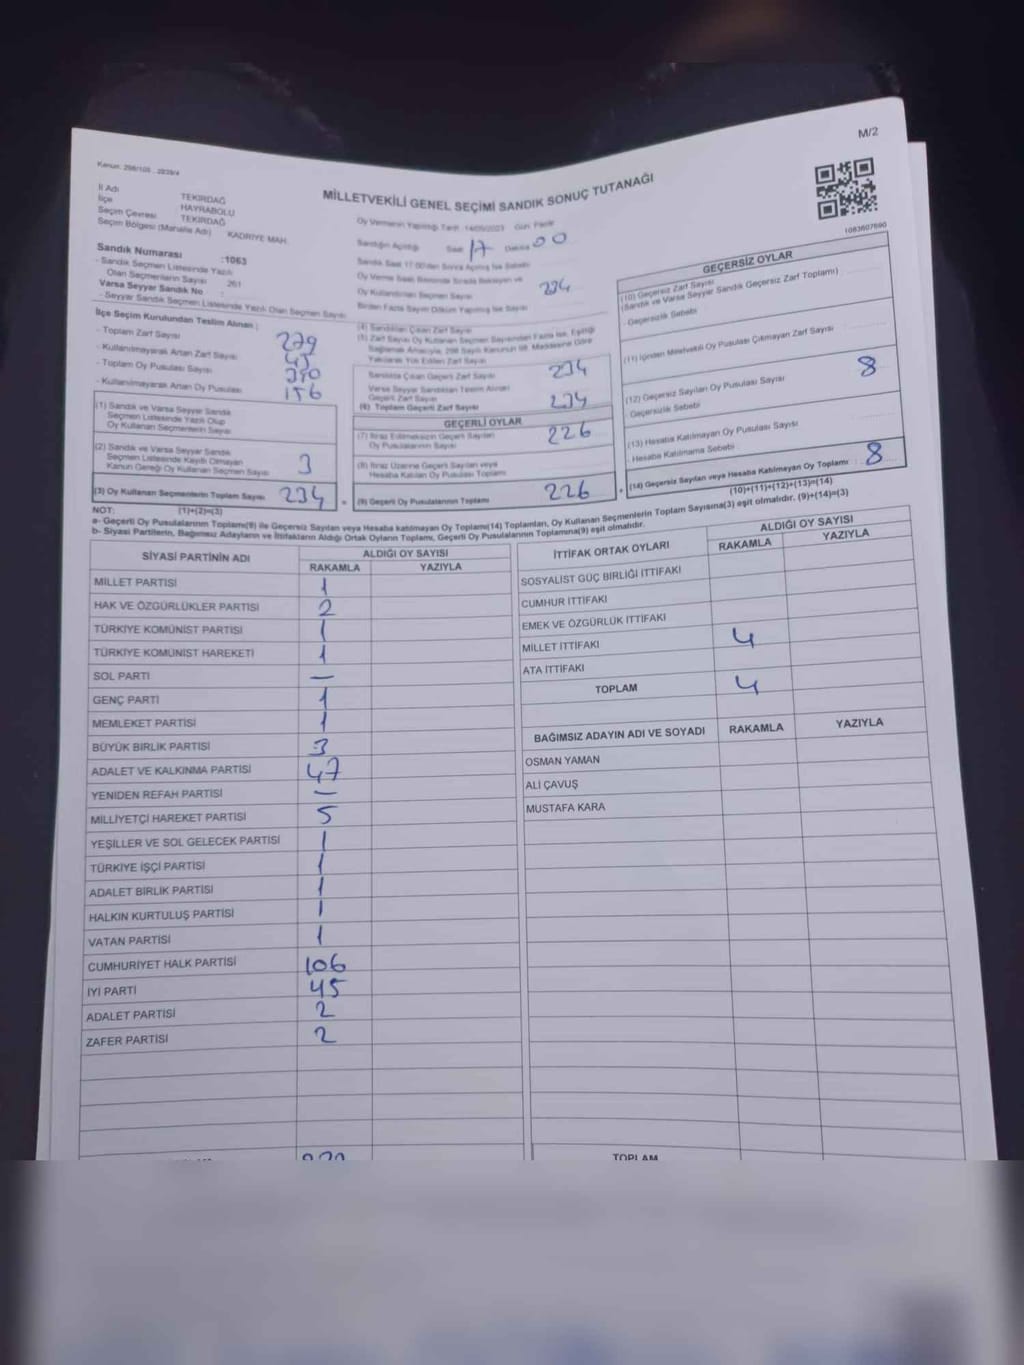 M/2
Kanun: 298/105 , 2839/4
MİLLETVEKİLİ GENEL SEÇİMİ SANDIK SONUÇ TUTANAĞI
1063607690
İl Adı TEKİRDAĞ
İlçe HAYRABOLU
Seçim Çevresi TEKİRDAĞ
Seçim Bölgesi (Mahalle Adı) KADRİYE MAH.
Sandık Numarası :1063
- Sandık Seçmen Listesinde Yazılı
Olan Seçmenlerin Sayısı 261
Varsa Seyyar Sandık No :
- Seyyar Sandık Seçmen Listesinde Yazılı Olan Seçmen Sayısı
İlçe Seçim Kurulundan Teslim Alınan ;
- Toplam Zarf Sayısı 279
- Kullanılmayarak Artan Zarf Sayısı 45
- Toplam Oy Pusulası Sayısı 390
- Kullanılmayarak Artan Oy Pusulası 156
(1) Sandık ve Varsa Seyyar Sandık
Seçmen Listesinde Yazılı Olup
Oy Kullanan Seçmenlerin Sayısı
(2) Sandık ve Varsa Seyyar Sandık
Seçmen Listesinde Kayıtlı Olmayan
Kanun Gereği Oy Kullanan Seçmen Sayısı 3
(3) Oy Kullanan Seçmenlerin Toplam Sayısı 234
Oy Vermenin Yapıldığı Tarih: 14/05/2023 Gün: Pazar
Sandığın Açıldığı Saat 17 Dakika 00
Sandık Saat 17:00'den Sonra Açılmış İse Sebebi
Oy Kullandırılan Seçmen Sayısı 234
Birden Fazla Sayım Döküm Yapılmış İse Sayısı
(4) Sandıktan Çıkan Zarf Sayısı
(5) Zarf Sayısı Oy Kullanan Seçmen Sayısından Fazla İse, Eşitliği
Sağlamak Amacıyla, 298 Sayılı Kanunun 98. Maddesine Göre
Yakılarak Yok Edilen Zarf Sayısı
Sandıkta Çıkan Geçerli Zarf Sayısı 234
Varsa Seyyar Sandıktan Teslim Alınan
Geçerli Zarf Sayısı
(6) Toplam Geçerli Zarf Sayısı 234
GEÇERLİ OYLAR
(7) İtiraz Edilmeksizin Geçerli Sayılan
Oy Pusulalarının Sayısı 226
(8) İtiraz Üzerine Geçerli Sayılan veya
Hesaba Katılan Oy Pusulası Toplamı
= (9) Geçerli Oy Pusulalarının Toplamı 226
GEÇERSİZ OYLAR
(10) Geçersiz Zarf Sayısı
(Sandık ve Varsa Seyyar Sandık Geçersiz Zarf Toplamı)
- Geçersizlik Sebebi
(11) İçinden Milletvekili Oy Pusulası Çıkmayan Zarf Sayısı
(12) Geçersiz Sayılan Oy Pusulası Sayısı 8
- Geçersizlik Sebebi
(13) Hesaba Katılmayan Oy Pusulası Sayısı
- Hesaba Katılmama Sebebi
+ (14) Geçersiz Sayılan veya Hesaba Katılmayan Oy Toplamı 8
(10)+(11)+(12)+(13)=(14)
NOT: (1)+(2)=(3)
a- Geçerli Oy Pusulalarının Toplamı(9) ile Geçersiz Sayılan veya Hesaba katılmayan Oy Toplamı(14) Toplamları, Oy Kullanan Seçmenlerin Toplam Sayısına(3) eşit olmalıdır. (9)+(14)=(3)
b- Siyasi Partilerin, Bağımsız Adayların ve İttifakların Aldığı Ortak Oyların Toplamı, Geçerli Oy Pusulalarının Toplamına(9) eşit olmalıdır.
SİYASİ PARTİNİN ADI ALDIĞI OY SAYISI
RAKAMLA YAZIYLA
MİLLET PARTİSİ 1
HAK VE ÖZGÜRLÜKLER PARTİSİ 2
TÜRKİYE KOMÜNİST PARTİSİ 1
TÜRKİYE KOMÜNİST HAREKETİ 1
SOL PARTİ —
GENÇ PARTİ 1
MEMLEKET PARTİSİ 1
BÜYÜK BİRLİK PARTİSİ 3
ADALET VE KALKINMA PARTİSİ 47
YENİDEN REFAH PARTİSİ —
MİLLİYETÇİ HAREKET PARTİSİ 5
YEŞİLLER VE SOL GELECEK PARTİSİ 1
TÜRKİYE İŞÇİ PARTİSİ 1
ADALET BİRLİK PARTİSİ 1
HALKIN KURTULUŞ PARTİSİ 1
VATAN PARTİSİ 1
CUMHURİYET HALK PARTİSİ 106
İYİ PARTİ 45
ADALET PARTİSİ 2
ZAFER PARTİSİ 2
İTTİFAK ORTAK OYLARI ALDIĞI OY SAYISI
RAKAMLA YAZIYLA
SOSYALİST GÜÇ BİRLİĞİ İTTİFAKI
CUMHUR İTTİFAKI
EMEK VE ÖZGÜRLÜK İTTİFAKI
MİLLET İTTİFAKI 4
ATA İTTİFAKI
TOPLAM 4
BAĞIMSIZ ADAYIN ADI VE SOYADI RAKAMLA YAZIYLA
OSMAN YAMAN
ALİ ÇAVUŞ
MUSTAFA KARA
TOPLAM